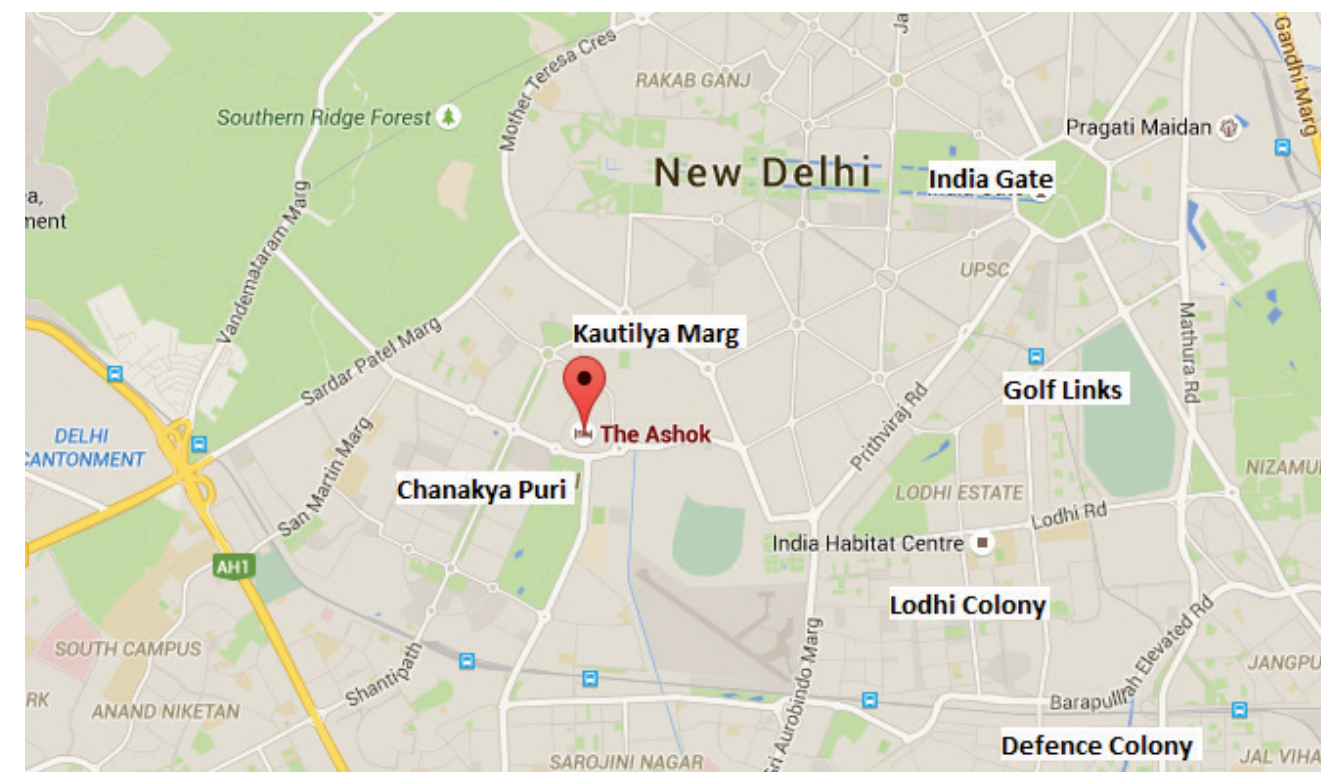 Ja
Gandhi Marg
Mother Teresa Cres
RAKAB GANJ
Southern Ridge Forest
Pragati Maidan
New Delhi
India Gate
a,
ment
Vandemataram Marg
UPSC
Kautilya Marg
Mathura Rd
Sardar Patel Marg
Golf Links
Prithviraj Rd
The Ashok
DELHI
CANTONMENT
San Martin Marg
Chanakya Puri
NIZAMU
LODHI ESTATE
Lodhi Rd
India Habitat Centre
AH1
Lodhi Colony
Sri Aurobindo Marg
Barapullah Elevated Rd
SOUTH CAMPUS
JANGPU
Shantipath
RK
ANAND NIKETAN
Defence Colony
SAROJINI NAGAR
JAL VIHA